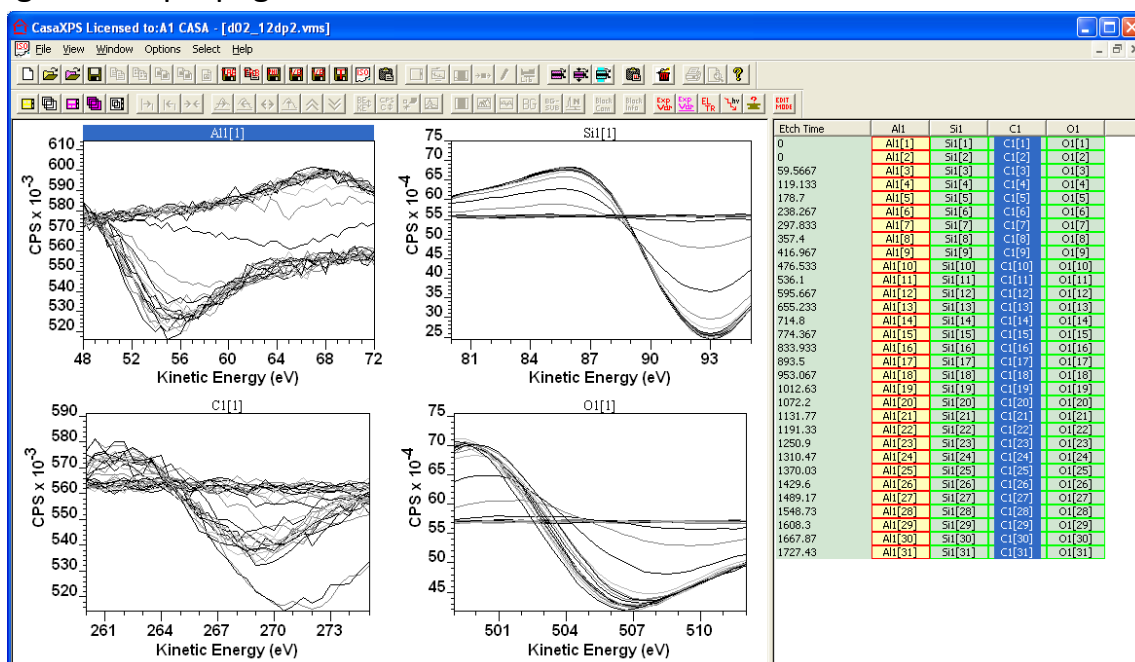 CasaXPS Licensed to:A1 CASA - [d02_12dp2.vms]
File View Window Options Select Help
Al1[1]
CPS x 10-3
610
600
590
580
570
560
550
540
530
520
48 52 56 60 64 68 72
Kinetic Energy (eV)
Si1[1]
CPS x 10-4
75
70
65
60
55
50
45
40
35
30
25
81 84 87 90 93
Kinetic Energy (eV)
C1[1]
CPS x 10-3
590
580
570
560
550
540
530
520
261 264 267 270 273
Kinetic Energy (eV)
O1[1]
CPS x 10-4
75
70
65
60
55
50
45
501 504 507 510
Kinetic Energy (eV)
Etch Time Al1 Si1 C1 O1
0 Al1[1] Si1[1] C1[1] O1[1]
0 Al1[2] Si1[2] C1[2] O1[2]
59.5667 Al1[3] Si1[3] C1[3] O1[3]
119.133 Al1[4] Si1[4] C1[4] O1[4]
178.7 Al1[5] Si1[5] C1[5] O1[5]
238.267 Al1[6] Si1[6] C1[6] O1[6]
297.833 Al1[7] Si1[7] C1[7] O1[7]
357.4 Al1[8] Si1[8] C1[8] O1[8]
416.967 Al1[9] Si1[9] C1[9] O1[9]
476.533 Al1[10] Si1[10] C1[10] O1[10]
536.1 Al1[11] Si1[11] C1[11] O1[11]
595.667 Al1[12] Si1[12] C1[12] O1[12]
655.233 Al1[13] Si1[13] C1[13] O1[13]
714.8 Al1[14] Si1[14] C1[14] O1[14]
774.367 Al1[15] Si1[15] C1[15] O1[15]
833.933 Al1[16] Si1[16] C1[16] O1[16]
893.5 Al1[17] Si1[17] C1[17] O1[17]
953.067 Al1[18] Si1[18] C1[18] O1[18]
1012.63 Al1[19] Si1[19] C1[19] O1[19]
1072.2 Al1[20] Si1[20] C1[20] O1[20]
1131.77 Al1[21] Si1[21] C1[21] O1[21]
1191.33 Al1[22] Si1[22] C1[22] O1[22]
1250.9 Al1[23] Si1[23] C1[23] O1[23]
1310.47 Al1[24] Si1[24] C1[24] O1[24]
1370.03 Al1[25] Si1[25] C1[25] O1[25]
1429.6 Al1[26] Si1[26] C1[26] O1[26]
1489.17 Al1[27] Si1[27] C1[27] O1[27]
1548.73 Al1[28] Si1[28] C1[28] O1[28]
1608.3 Al1[29] Si1[29] C1[29] O1[29]
1667.87 Al1[30] Si1[30] C1[30] O1[30]
1727.43 Al1[31] Si1[31] C1[31] O1[31]